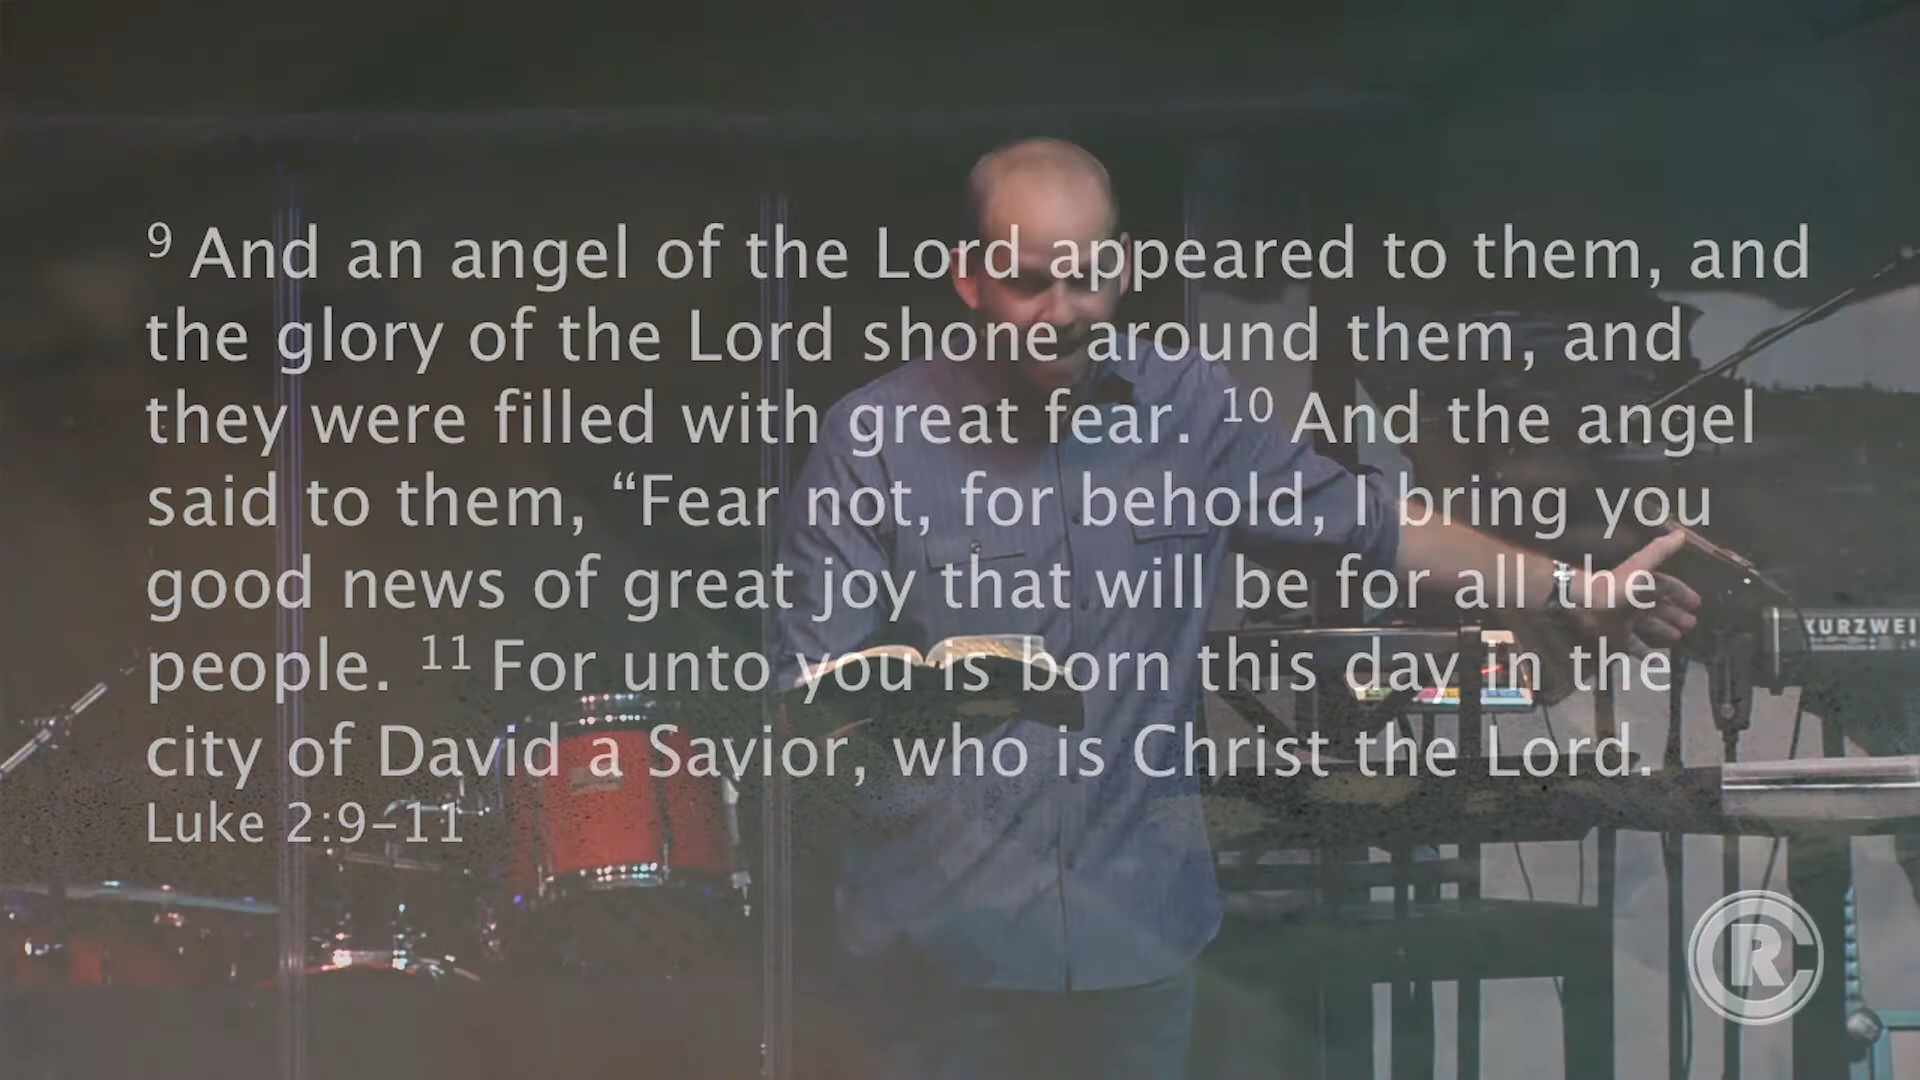 ⁹ And an angel of the Lord appeared to them, and
the glory of the Lord shone around them, and
they were filled with great fear. ¹⁰ And the angel
said to them, “Fear not, for behold, I bring you
good news of great joy that will be for all the
people. ¹¹ For unto you is born this day in the
city of David a Savior, who is Christ the Lord.
Luke 2:9–11
KURZWEI
RC